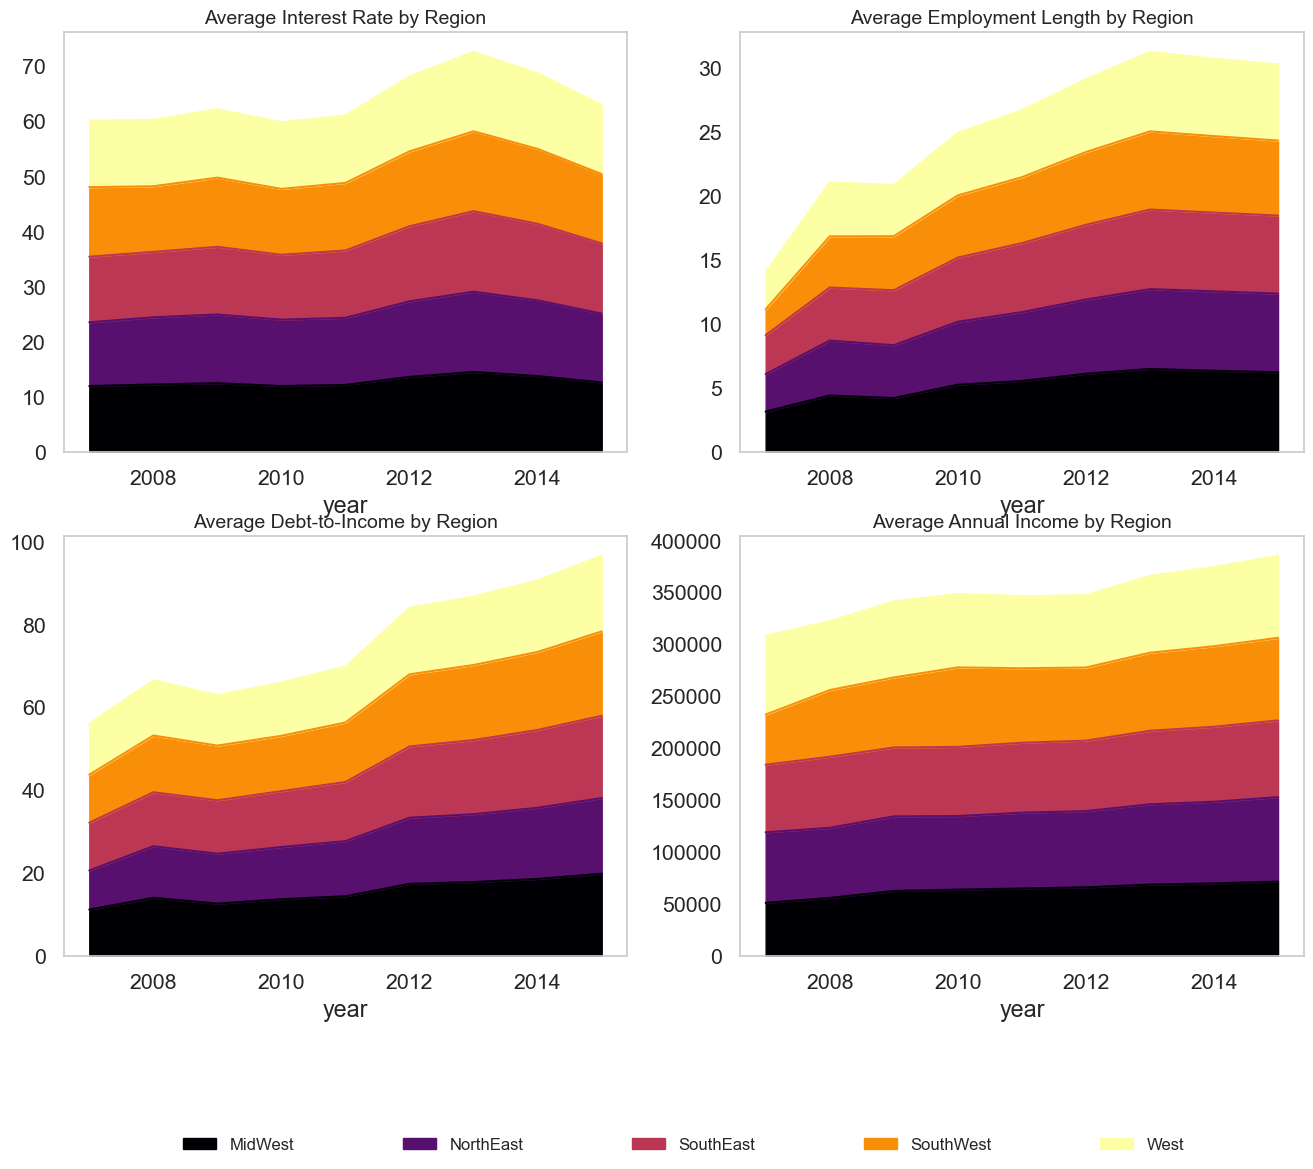 Average Interest Rate by Region
70
60
50
40
30
20
10
0
2008 2010 2012 2014
year
Average Employment Length by Region
30
25
20
15
10
5
0
2008 2010 2012 2014
year
Average Debt-to-Income by Region
100
80
60
40
20
0
2008 2010 2012 2014
year
Average Annual Income by Region
400000
350000
300000
250000
200000
150000
100000
50000
0
2008 2010 2012 2014
year
MidWest NorthEast SouthEast SouthWest West